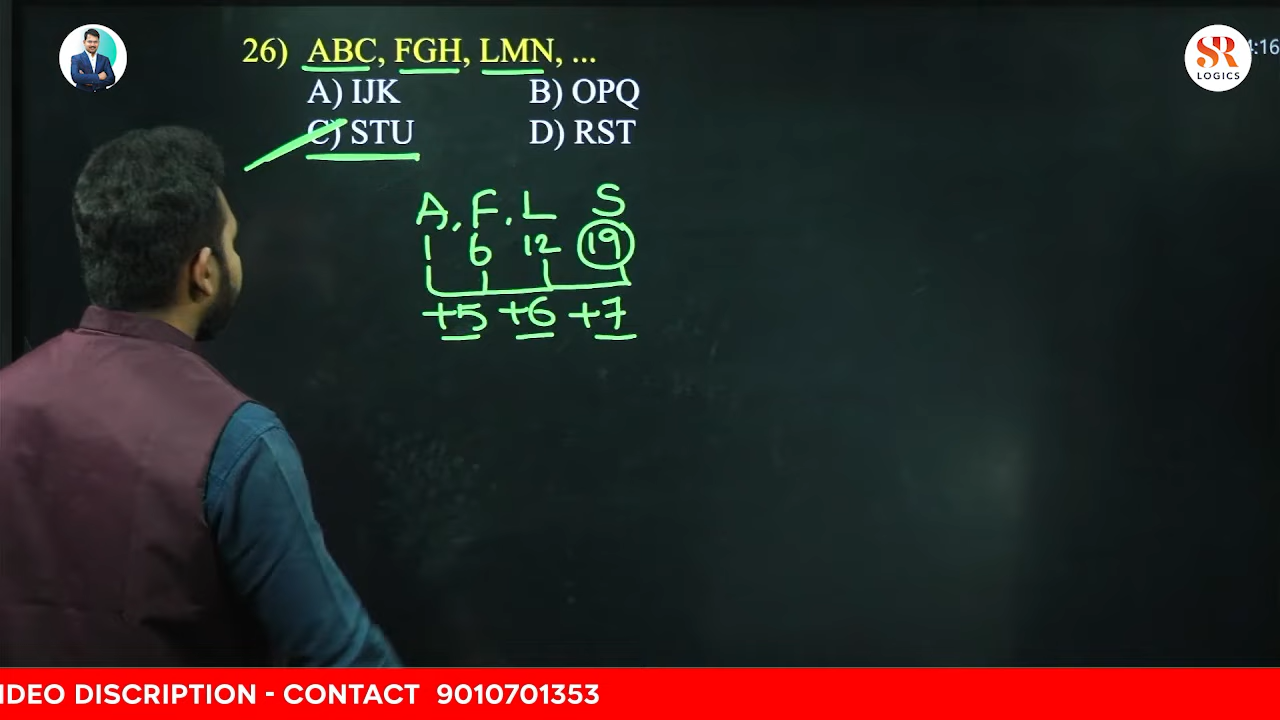 26) ABC, FGH, LMN, ...
A) IJK B) OPQ
C) STU D) RST
A, F, L S
1 6 12 19
+5 +6 +7
SR
LOGICS
4:16
IDEO DISCRIPTION - CONTACT 9010701353